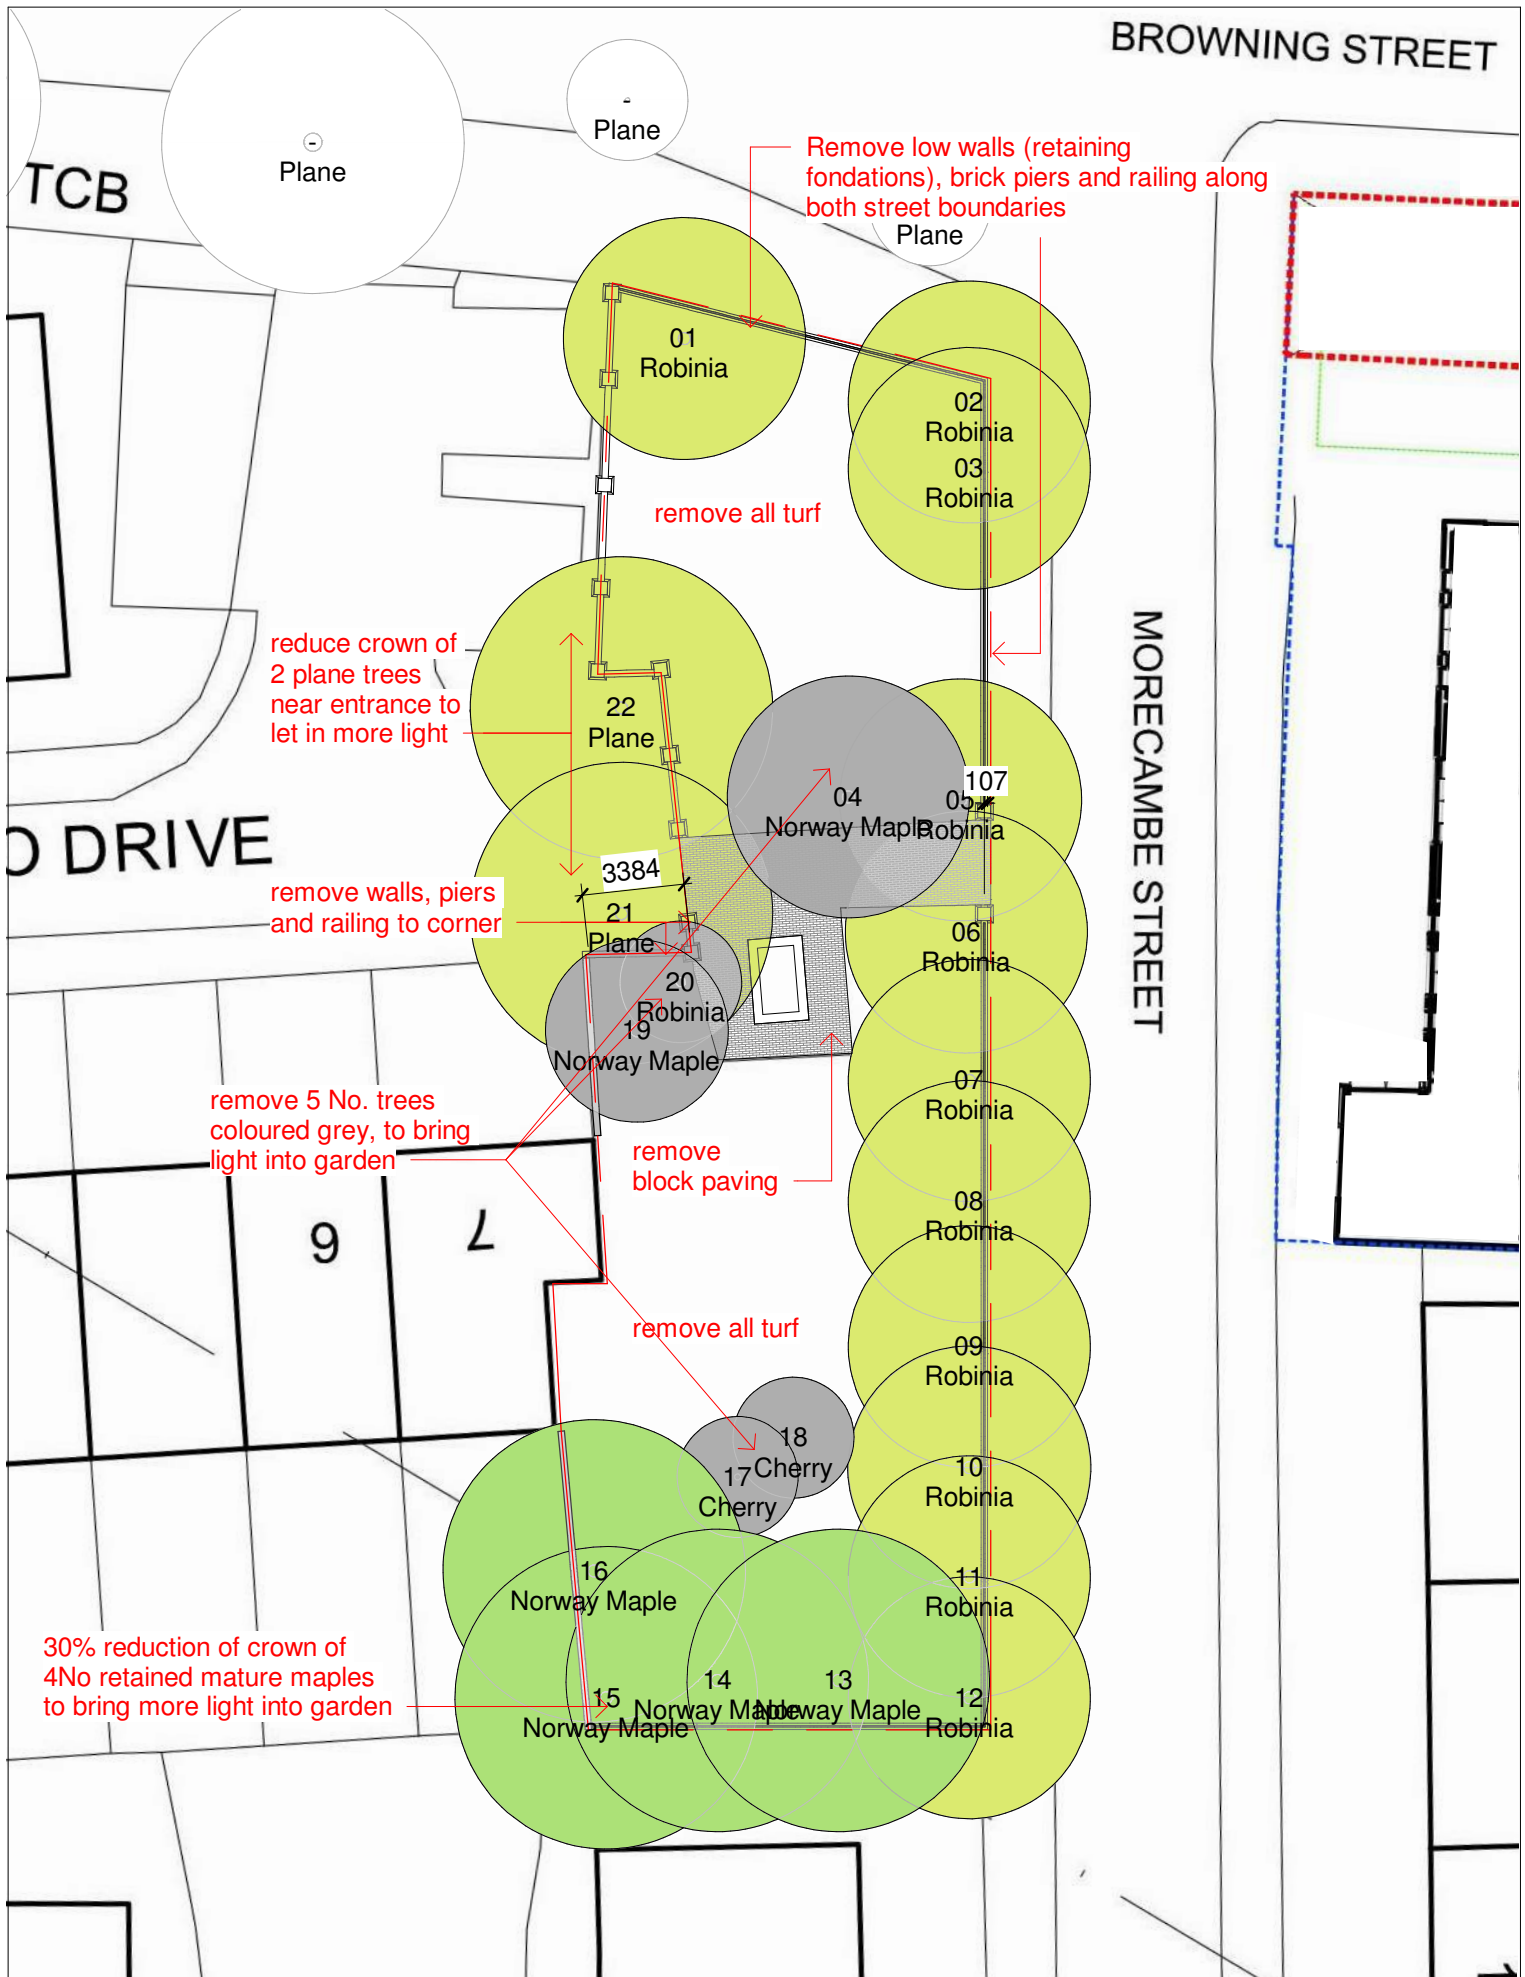 BROWNING STREET
-
Plane
-
Plane
TCB
Remove low walls (retaining
fondations), brick piers and railing along
both street boundaries
Plane
01
Robinia
02
Robinia
03
Robinia
remove all turf
reduce crown of
2 plane trees
near entrance to
let in more light
22
Plane
MORECAMBE STREET
107
04
Norway Maple
05
Robinia
O DRIVE
3384
remove walls, piers
and railing to corner
21
Plane
06
Robinia
20
Robinia
19
Norway Maple
07
Robinia
remove 5 No. trees
coloured grey, to bring
light into garden
remove
block paving
08
Robinia
6
7
remove all turf
09
Robinia
18
Cherry
17
Cherry
10
Robinia
16
Norway Maple
11
Robinia
30% reduction of crown of
4No retained mature maples
to bring more light into garden
15
Norway Maple
14
Norway Maple
13
Norway Maple
12
Robinia